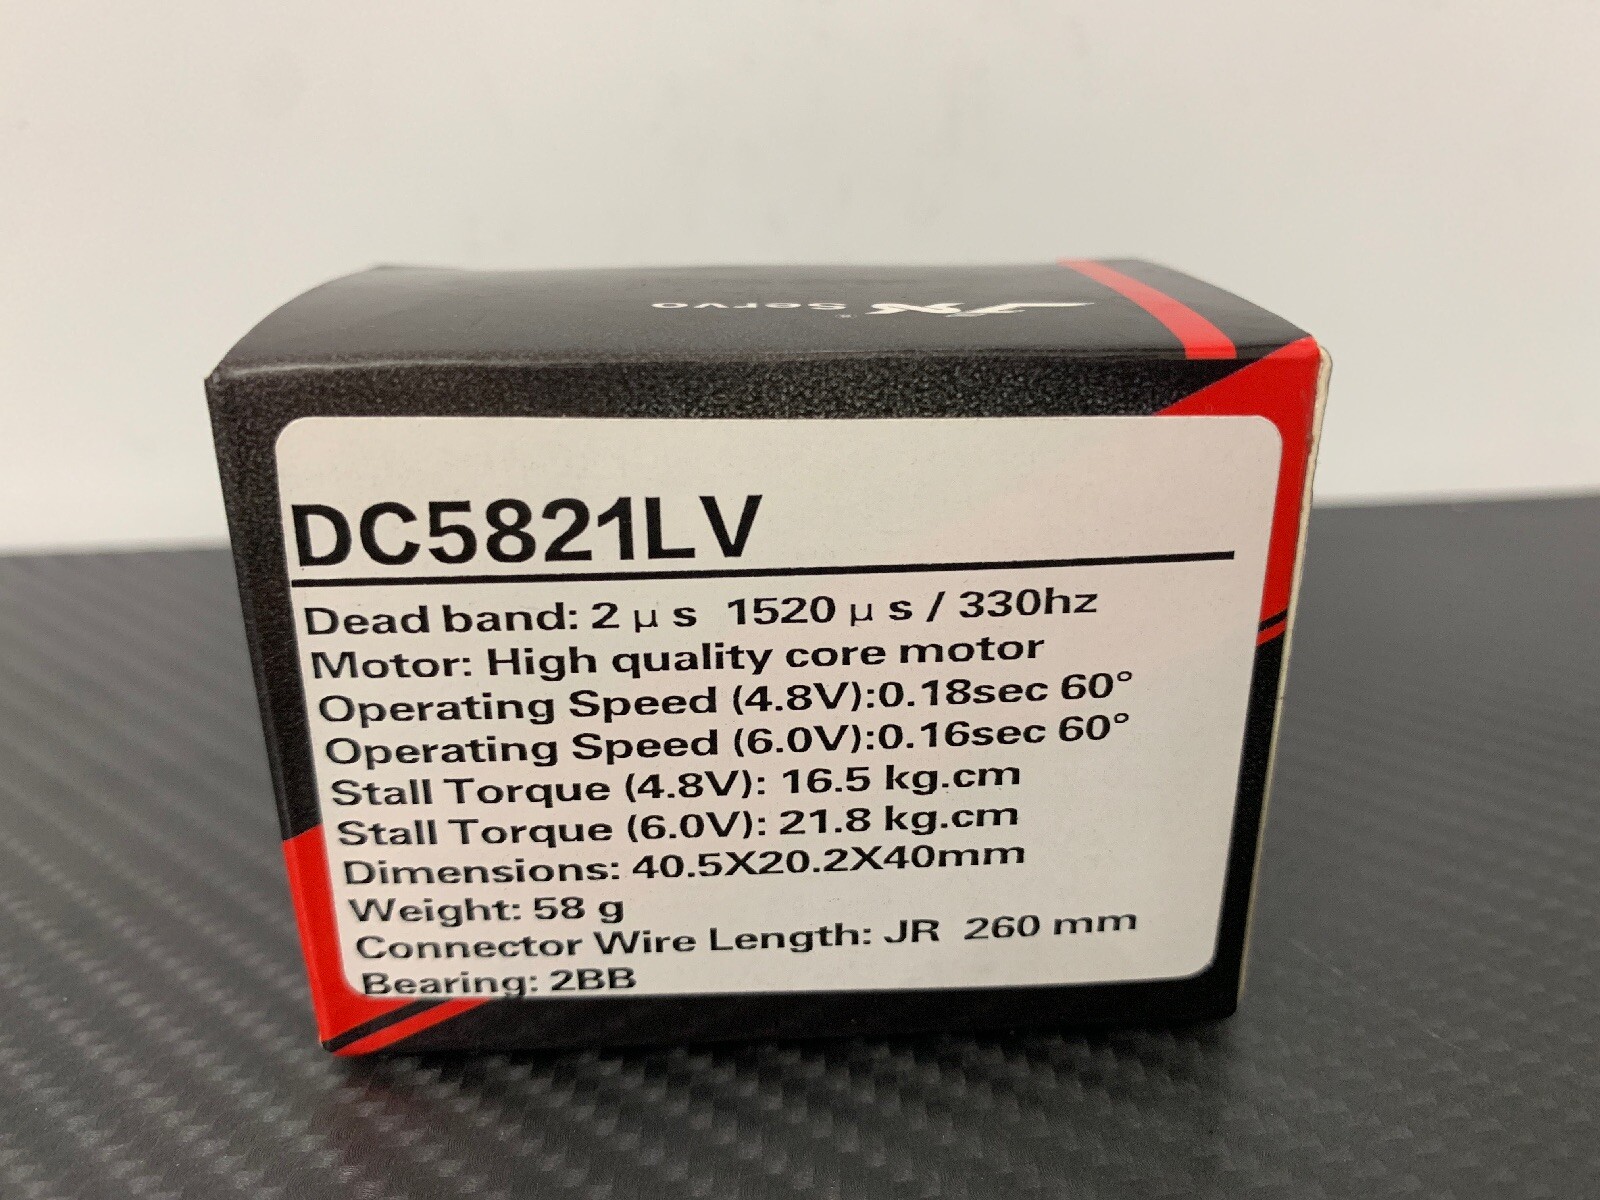 JX Servo
DC5821LV
Dead band: 2 μ s 1520 μ s / 330hz
Motor: High quality core motor
Operating Speed (4.8V):0.18sec 60°
Operating Speed (6.0V):0.16sec 60°
Stall Torque (4.8V): 16.5 kg.cm
Stall Torque (6.0V): 21.8 kg.cm
Dimensions: 40.5X20.2X40mm
Weight: 58 g
Connector Wire Length: JR 260 mm
Bearing: 2BB